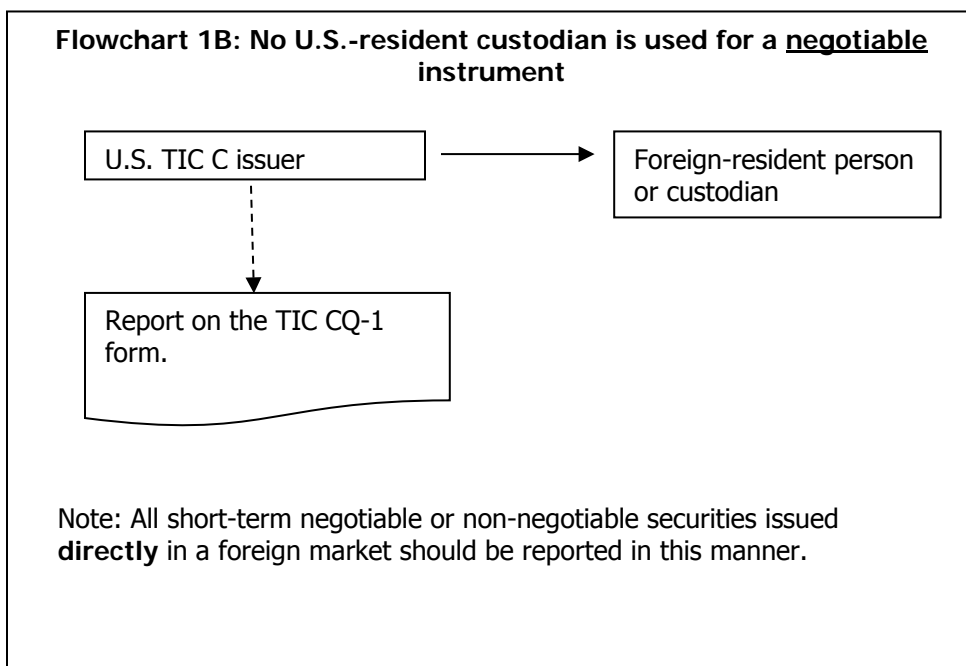 Flowchart 1B: No U.S.-resident custodian is used for a negotiable
instrument
U.S. TIC C issuer
Foreign-resident person
or custodian
Report on the TIC CQ-1
form.
Note: All short-term negotiable or non-negotiable securities issued
directly in a foreign market should be reported in this manner.